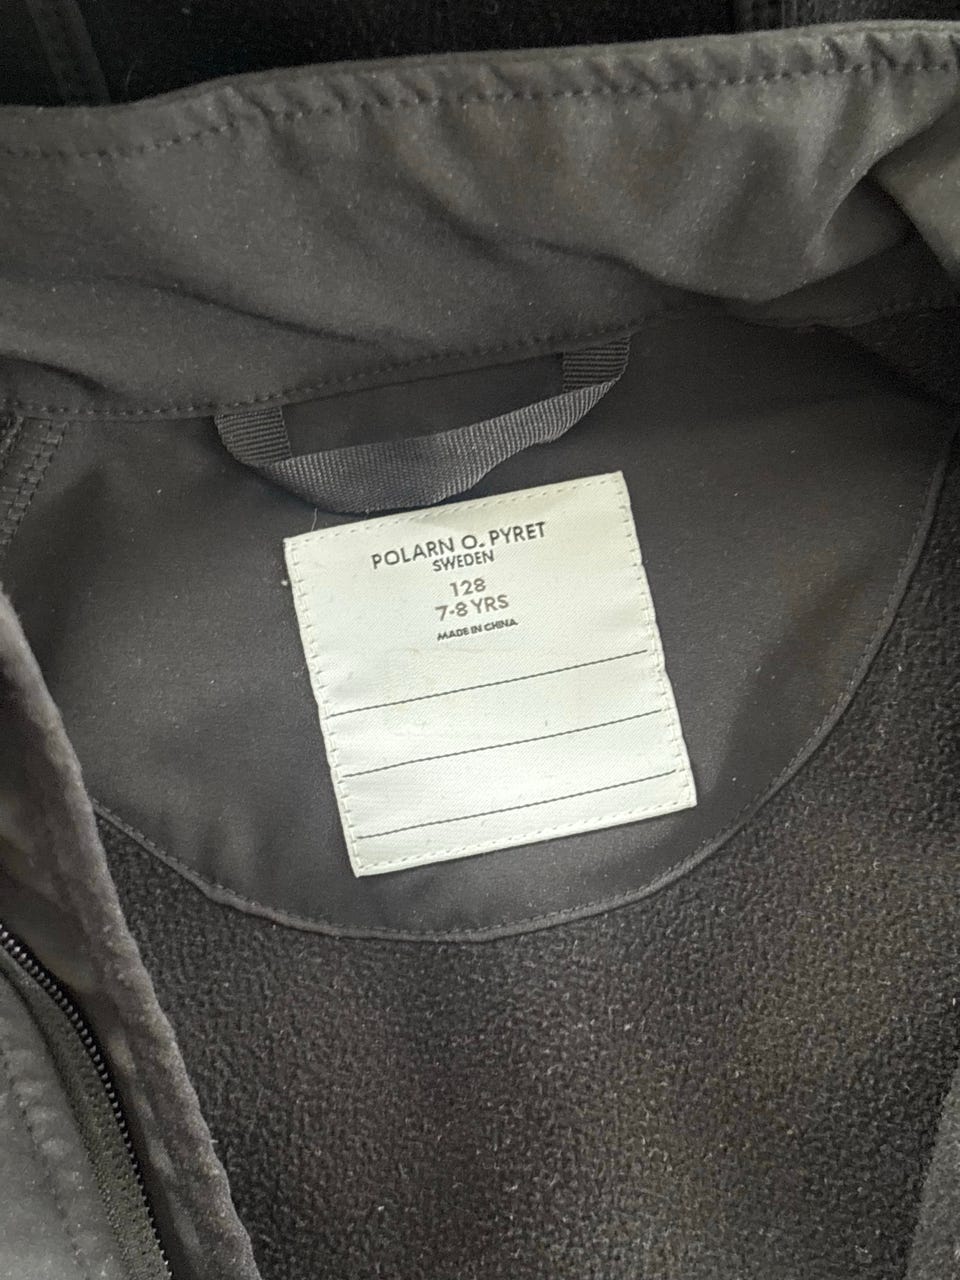 POLARN O. PYRET
SWEDEN
128
7-8 YRS
MADE IN CHINA